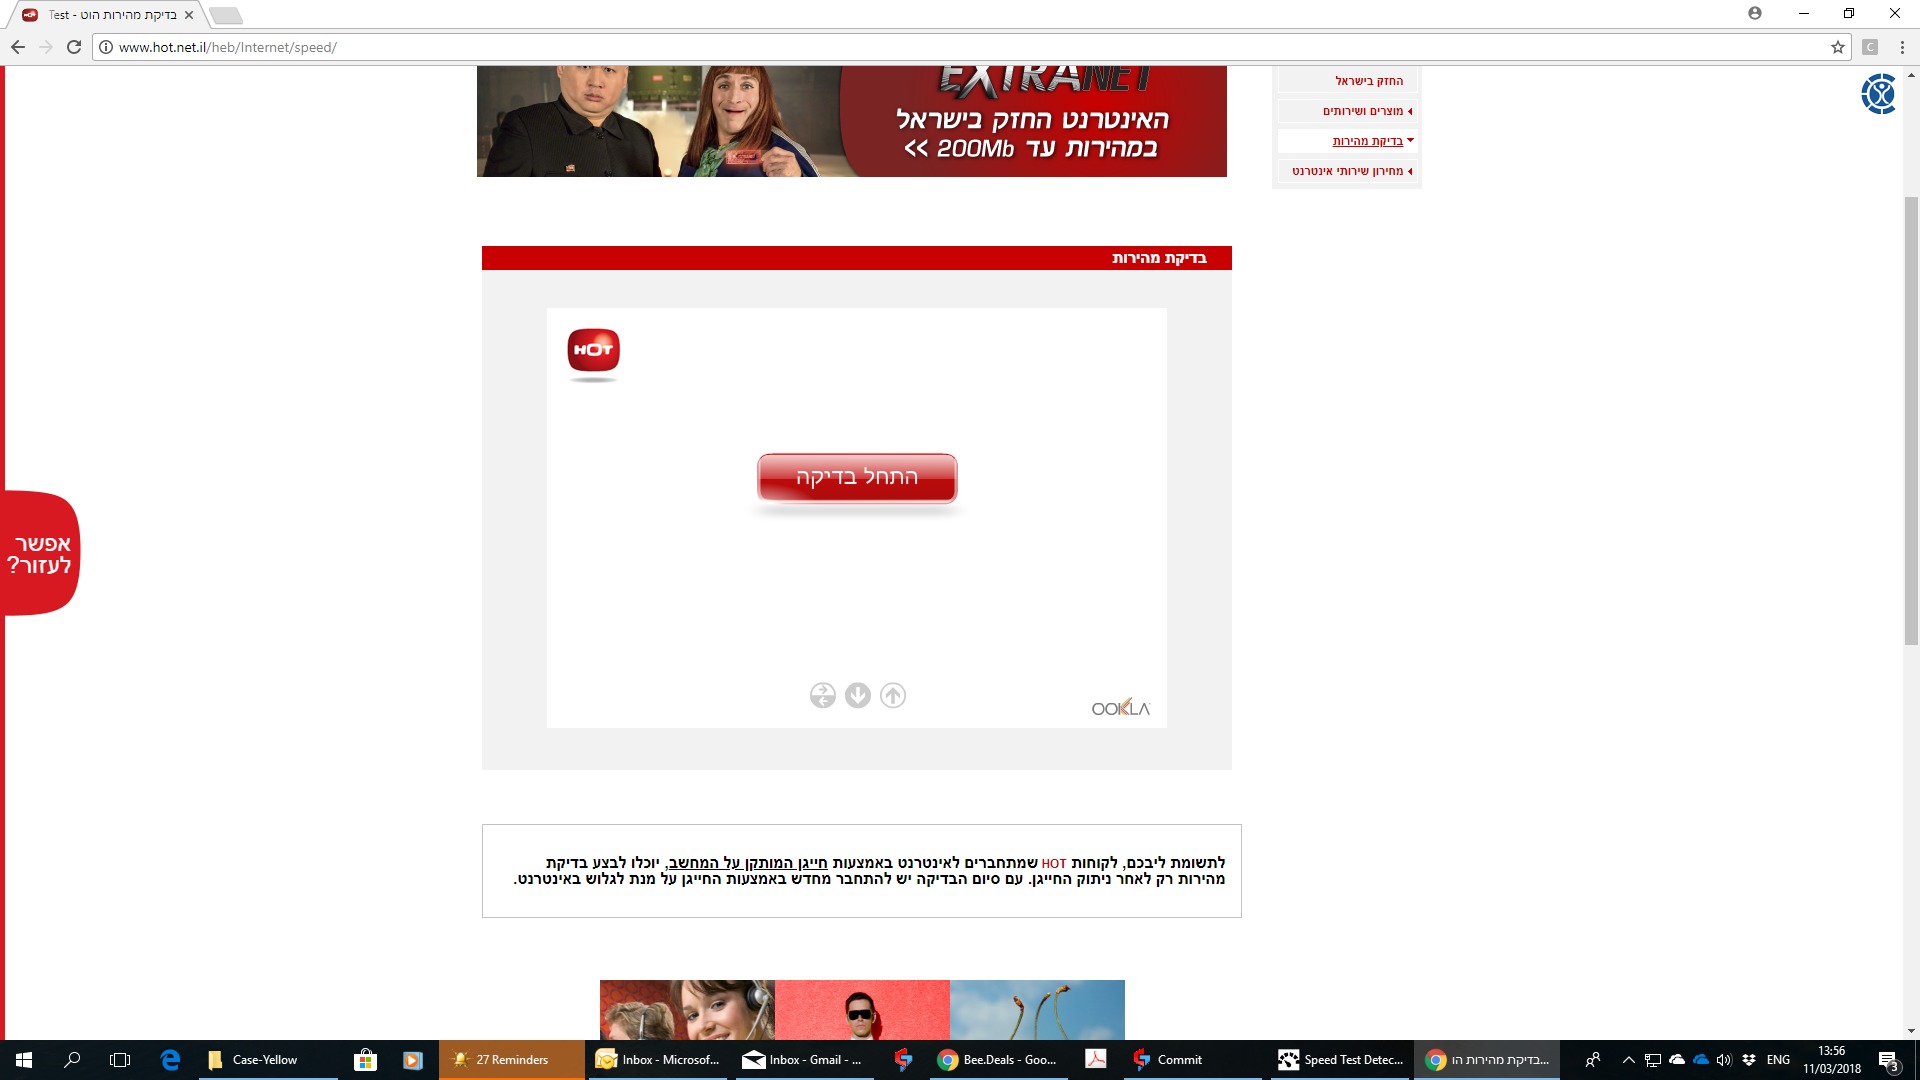 Test - בדיקת מהירות הוט
www.hot.net.il/heb/Internet/speed/
C
EXTRANET
האינטרנט החזק בישראל
במהירות עד 200Mb >>
החזק בישראל
מוצרים ושירותים
בדיקת מהירות
מחירון שירותי אינטרנט
בדיקת מהירות
HOT
התחל בדיקה
OOKLA
אפשר
לעזור?
לתשומת ליבכם, לקוחות HOT שמתחברים לאינטרנט באמצעות חייגן המותקן על המחשב, יוכלו לבצע בדיקת
מהירות רק לאחר ניתוק החייגן. עם סיום הבדיקה יש להתחבר מחדש באמצעות החייגן על מנת לגלוש באינטרנט.
Case-Yellow
27 Reminders
Inbox - Microsof...
Inbox - Gmail - ...
Bee.Deals - Goo...
Commit
Speed Test Detec...
בדיקת מהירות הו...
ENG
13:56
11/03/2018
3